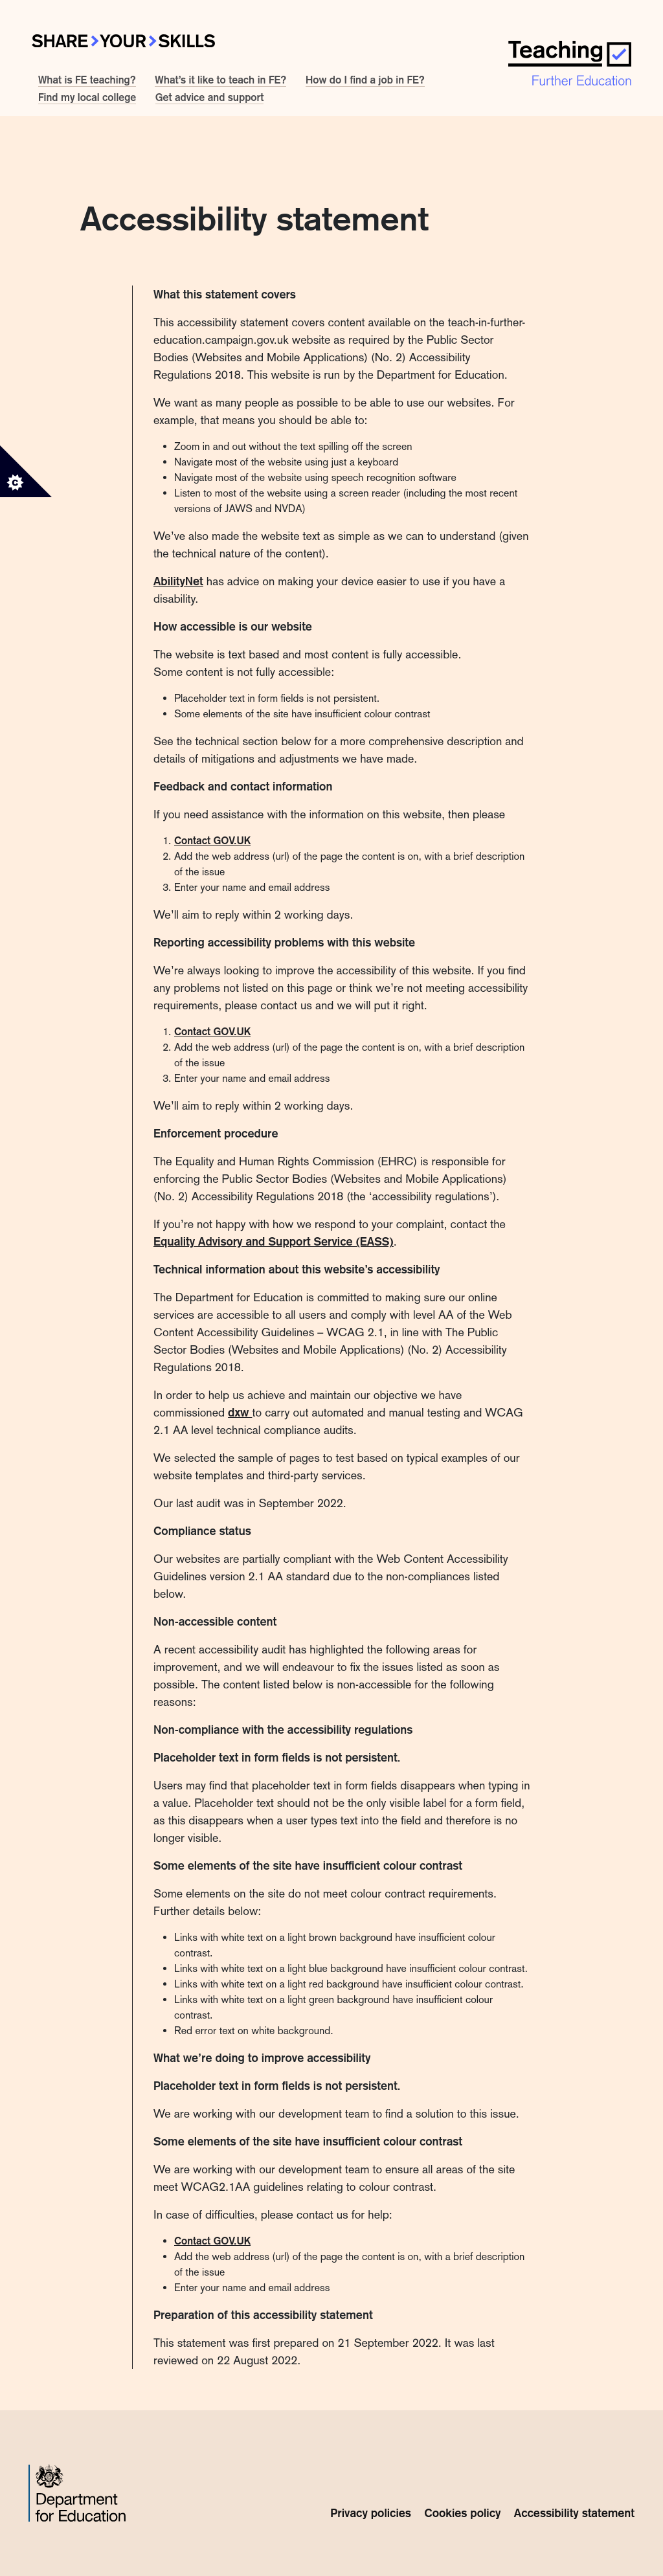 SHARE>YOUR>SKILLS
Teaching
Further Education
What is FE teaching? What's it like to teach in FE? How do I find a job in FE?
Find my local college Get advice and support
Accessibility statement
What this statement covers
This accessibility statement covers content available on the teach-in-further-
education.campaign.gov.uk website as required by the Public Sector
Bodies (Websites and Mobile Applications) (No. 2) Accessibility
Regulations 2018. This website is run by the Department for Education.
We want as many people as possible to be able to use our websites. For
example, that means you should be able to:
• Zoom in and out without the text spilling off the screen
• Navigate most of the website using just a keyboard
• Navigate most of the website using speech recognition software
• Listen to most of the website using a screen reader (including the most recent
versions of JAWS and NVDA)
We've also made the website text as simple as we can to understand (given
the technical nature of the content).
AbilityNet has advice on making your device easier to use if you have a
disability.
How accessible is our website
The website is text based and most content is fully accessible.
Some content is not fully accessible:
• Placeholder text in form fields is not persistent.
• Some elements of the site have insufficient colour contrast
See the technical section below for a more comprehensive description and
details of mitigations and adjustments we have made.
Feedback and contact information
If you need assistance with the information on this website, then please
1. Contact GOV.UK
2. Add the web address (url) of the page the content is on, with a brief description
of the issue
3. Enter your name and email address
We'll aim to reply within 2 working days.
Reporting accessibility problems with this website
We're always looking to improve the accessibility of this website. If you find
any problems not listed on this page or think we're not meeting accessibility
requirements, please contact us and we will put it right.
1. Contact GOV.UK
2. Add the web address (url) of the page the content is on, with a brief description
of the issue
3. Enter your name and email address
We'll aim to reply within 2 working days.
Enforcement procedure
The Equality and Human Rights Commission (EHRC) is responsible for
enforcing the Public Sector Bodies (Websites and Mobile Applications)
(No. 2) Accessibility Regulations 2018 (the 'accessibility regulations').
If you're not happy with how we respond to your complaint, contact the
Equality Advisory and Support Service (EASS).
Technical information about this website's accessibility
The Department for Education is committed to making sure our online
services are accessible to all users and comply with level AA of the Web
Content Accessibility Guidelines – WCAG 2.1, in line with The Public
Sector Bodies (Websites and Mobile Applications) (No. 2) Accessibility
Regulations 2018.
In order to help us achieve and maintain our objective we have
commissioned dxw to carry out automated and manual testing and WCAG
2.1 AA level technical compliance audits.
We selected the sample of pages to test based on typical examples of our
website templates and third-party services.
Our last audit was in September 2022.
Compliance status
Our websites are partially compliant with the Web Content Accessibility
Guidelines version 2.1 AA standard due to the non-compliances listed
below.
Non-accessible content
A recent accessibility audit has highlighted the following areas for
improvement, and we will endeavour to fix the issues listed as soon as
possible. The content listed below is non-accessible for the following
reasons:
Non-compliance with the accessibility regulations
Placeholder text in form fields is not persistent.
Users may find that placeholder text in form fields disappears when typing in
a value. Placeholder text should not be the only visible label for a form field,
as this disappears when a user types text into the field and therefore is no
longer visible.
Some elements of the site have insufficient colour contrast
Some elements on the site do not meet colour contract requirements.
Further details below:
• Links with white text on a light brown background have insufficient colour
contrast.
• Links with white text on a light blue background have insufficient colour contrast.
• Links with white text on a light red background have insufficient colour contrast.
• Links with white text on a light green background have insufficient colour
contrast.
• Red error text on white background.
What we're doing to improve accessibility
Placeholder text in form fields is not persistent.
We are working with our development team to find a solution to this issue.
Some elements of the site have insufficient colour contrast
We are working with our development team to ensure all areas of the site
meet WCAG2.1AA guidelines relating to colour contrast.
In case of difficulties, please contact us for help:
• Contact GOV.UK
• Add the web address (url) of the page the content is on, with a brief description
of the issue
• Enter your name and email address
Preparation of this accessibility statement
This statement was first prepared on 21 September 2022. It was last
reviewed on 22 August 2022.
Department
for Education
Privacy policies Cookies policy Accessibility statement